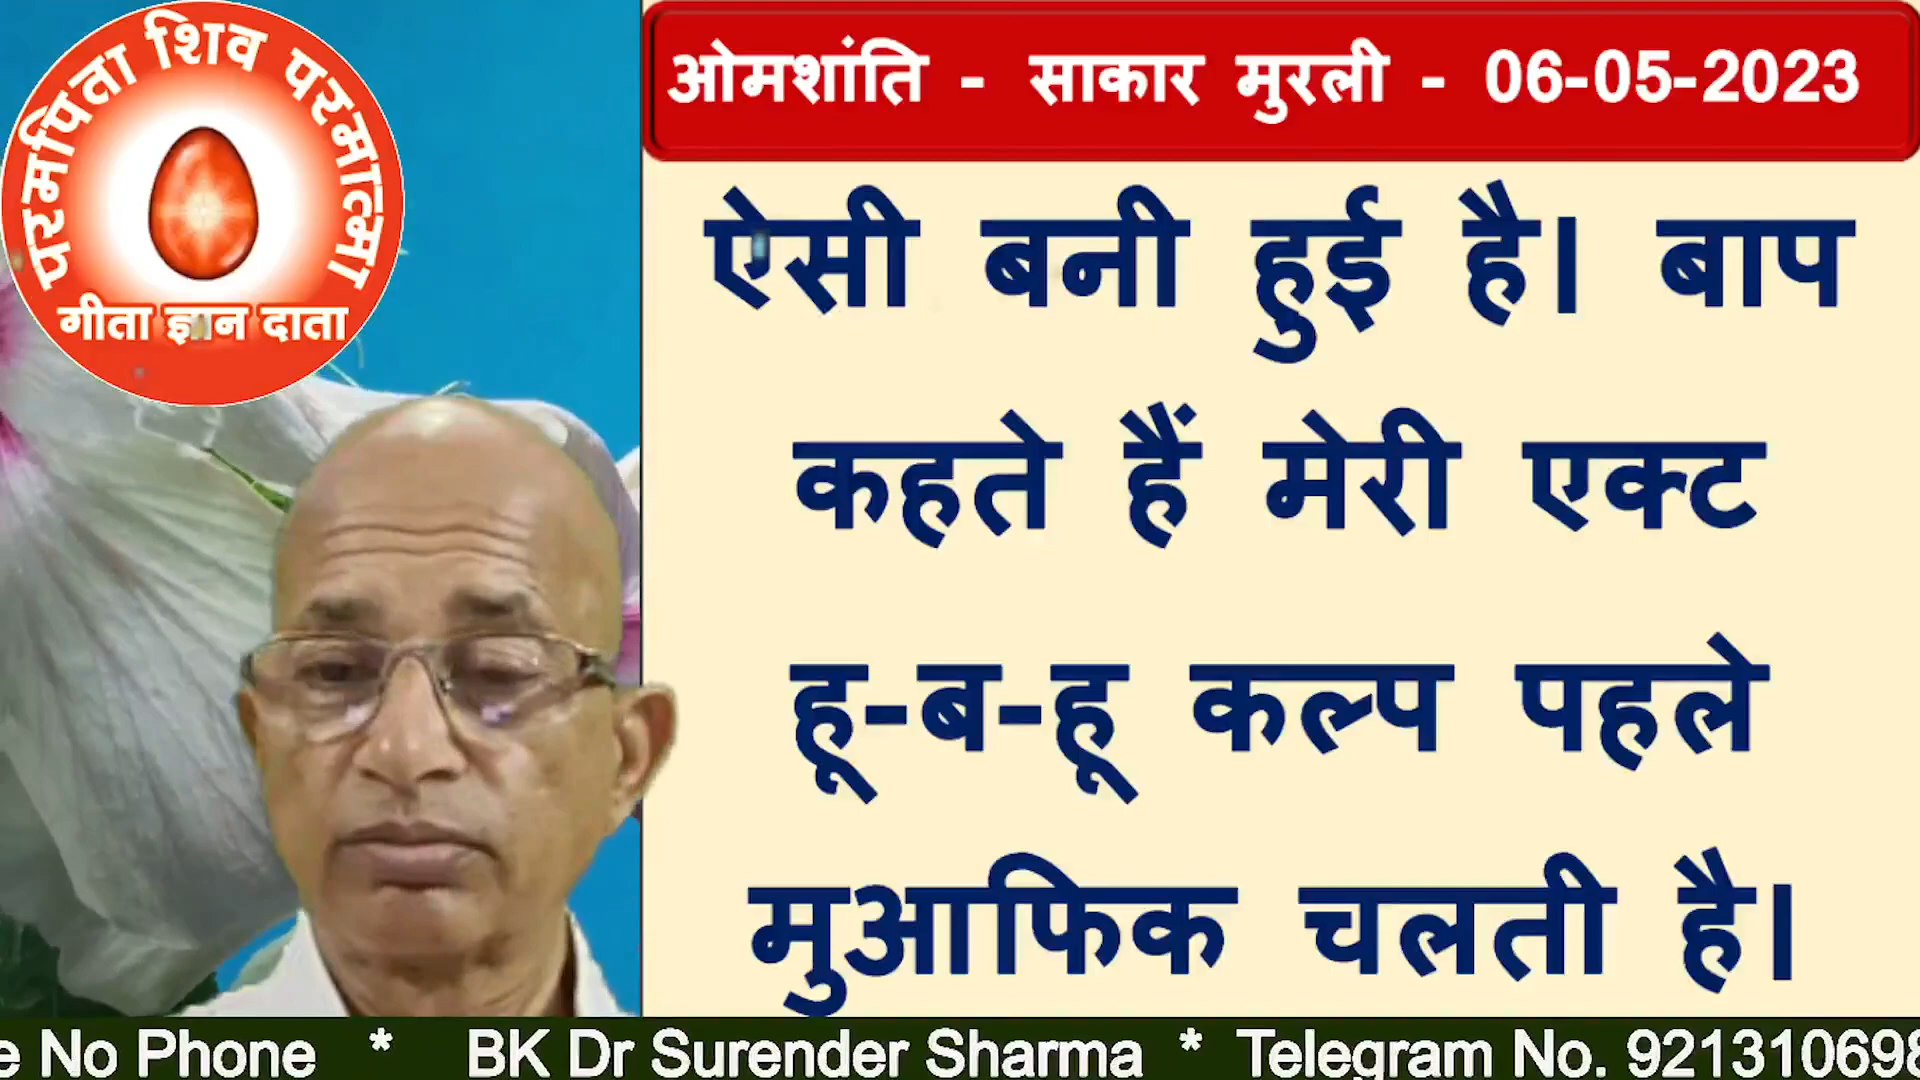 परमपिता शिव परमात्मा
गीता ज्ञान दाता
ओमशांति - साकार मुरली - 06-05-2023
ऐसी बनी हुई है। बाप
कहते हैं मेरी एक्ट
हू-ब-हू कल्प पहले
मुआफिक चलती है।
e No Phone * BK Dr Surender Sharma * Telegram No. 921310698